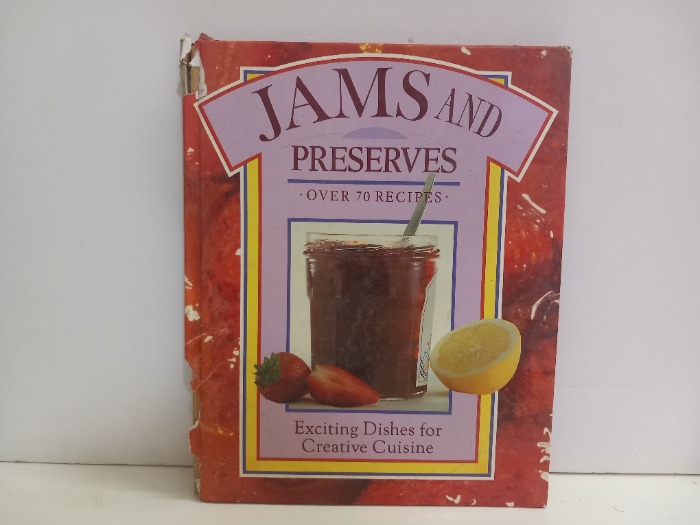 JAMS AND
PRESERVES
· OVER 70 RECIPES ·
Exciting Dishes for
Creative Cuisine